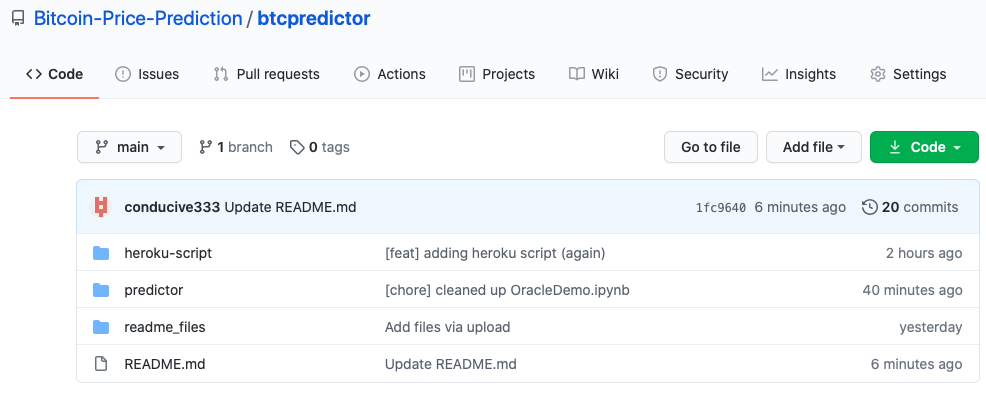 Bitcoin-Price-Prediction / btcpredictor
Code Issues Pull requests Actions Projects Wiki Security Insights Settings
main 1 branch 0 tags Go to file Add file Code
conducive333 Update README.md 1fc9640 6 minutes ago 20 commits
heroku-script [feat] adding heroku script (again) 2 hours ago
predictor [chore] cleaned up OracleDemo.ipynb 40 minutes ago
readme_files Add files via upload yesterday
README.md Update README.md 6 minutes ago